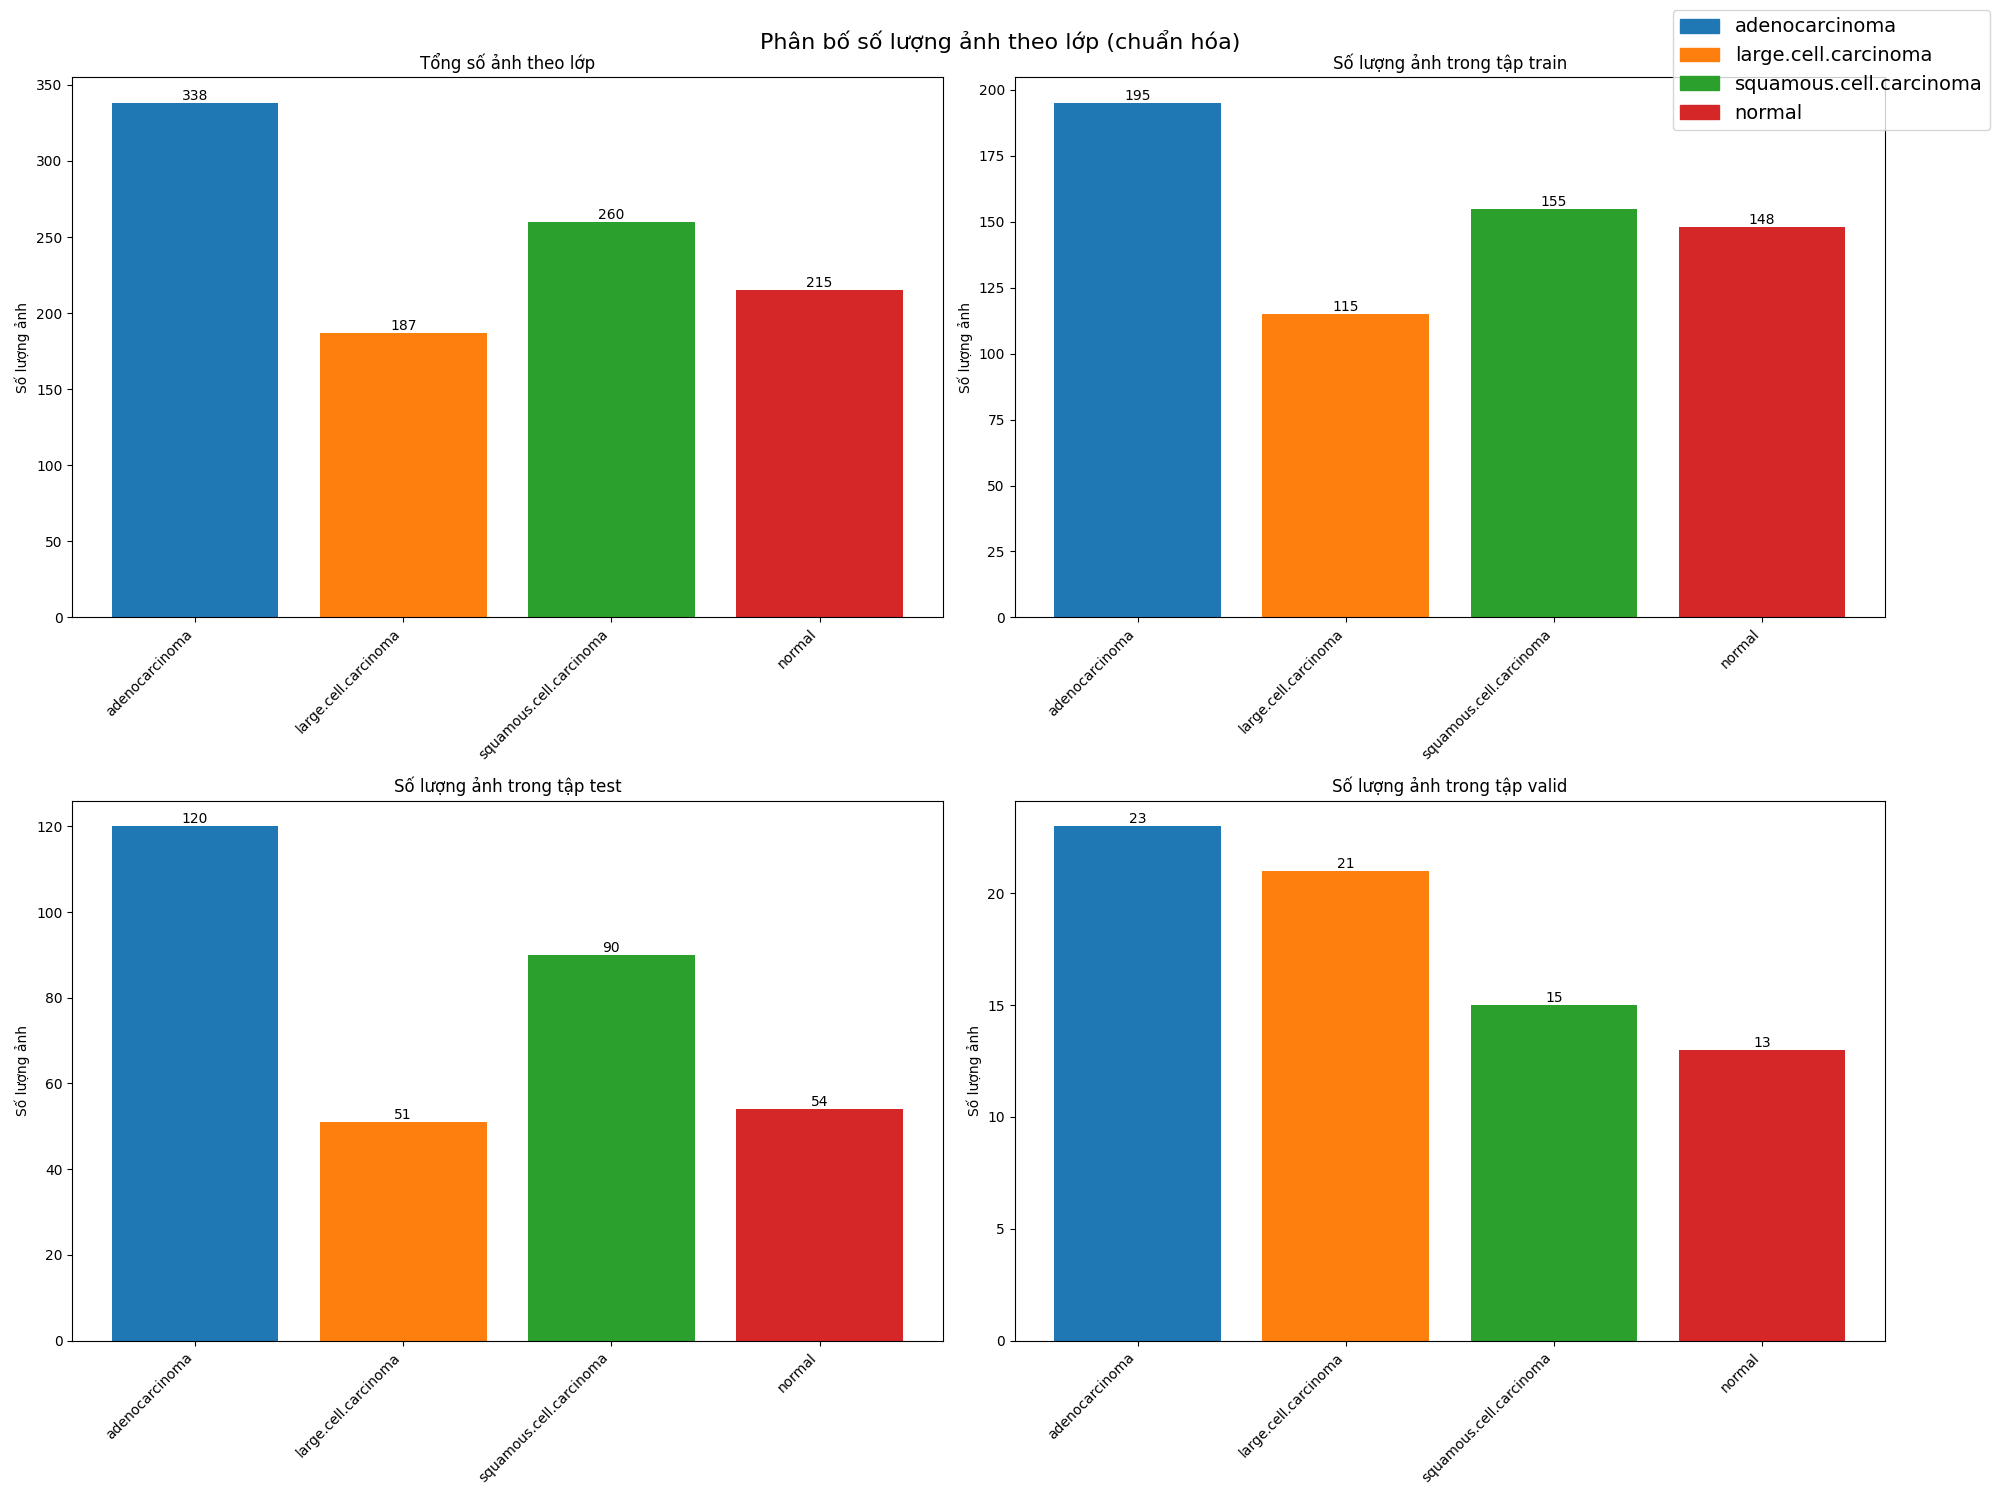 Phân bố số lượng ảnh theo lớp (chuẩn hóa)
adenocarcinoma
large.cell.carcinoma
squamous.cell.carcinoma
normal
Tổng số ảnh theo lớp
Số lượng ảnh
350
300
250
200
150
100
50
0
338
187
260
215
adenocarcinoma
large.cell.carcinoma
squamous.cell.carcinoma
normal
Số lượng ảnh trong tập train
Số lượng ảnh
200
175
150
125
100
75
50
25
0
195
115
155
148
adenocarcinoma
large.cell.carcinoma
squamous.cell.carcinoma
normal
Số lượng ảnh trong tập test
Số lượng ảnh
120
100
80
60
40
20
0
120
51
90
54
adenocarcinoma
large.cell.carcinoma
squamous.cell.carcinoma
normal
Số lượng ảnh trong tập valid
Số lượng ảnh
20
15
10
5
0
23
21
15
13
adenocarcinoma
large.cell.carcinoma
squamous.cell.carcinoma
normal